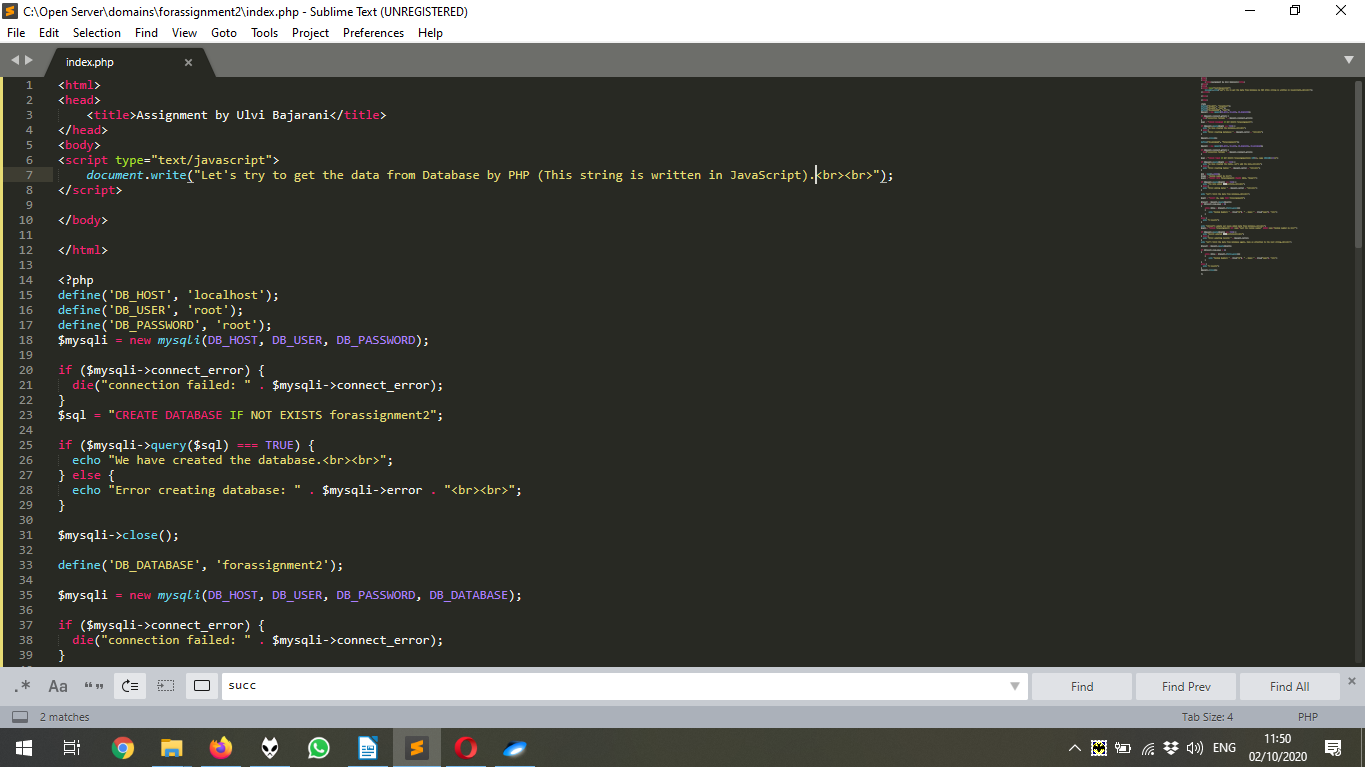 C:\Open Server\domains\forassignment2\index.php - Sublime Text (UNREGISTERED)
File Edit Selection Find View Goto Tools Project Preferences Help
index.php
1 <html>
2 <head>
3     <title>Assignment by Ulvi Bajarani</title>
4 </head>
5 <body>
6 <script type="text/javascript">
7     document.write("Let's try to get the data from Database by PHP (This string is written in JavaScript).<br><br>");
8 </script>
9
10 </body>
11
12 </html>
13
14 <?php
15 define('DB_HOST', 'localhost');
16 define('DB_USER', 'root');
17 define('DB_PASSWORD', 'root');
18 $mysqli = new mysqli(DB_HOST, DB_USER, DB_PASSWORD);
19
20 if ($mysqli->connect_error) {
21   die("connection failed: " . $mysqli->connect_error);
22 }
23 $sql = "CREATE DATABASE IF NOT EXISTS forassignment2";
24
25 if ($mysqli->query($sql) === TRUE) {
26   echo "We have created the database.<br><br>";
27 } else {
28   echo "Error creating database: " . $mysqli->error . "<br><br>";
29 }
30
31 $mysqli->close();
32
33 define('DB_DATABASE', 'forassignment2');
34
35 $mysqli = new mysqli(DB_HOST, DB_USER, DB_PASSWORD, DB_DATABASE);
36
37 if ($mysqli->connect_error) {
38   die("connection failed: " . $mysqli->connect_error);
39 }
.* Aa “” succ Find Find Prev Find All
2 matches Tab Size: 4 PHP
ENG 11:50
02/10/2020